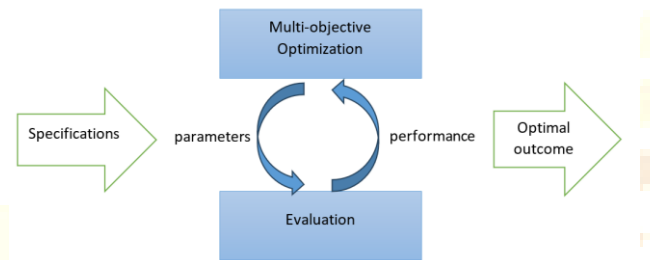 Multi-objective
Optimization
Specifications
parameters
performance
Optimal
outcome
Evaluation